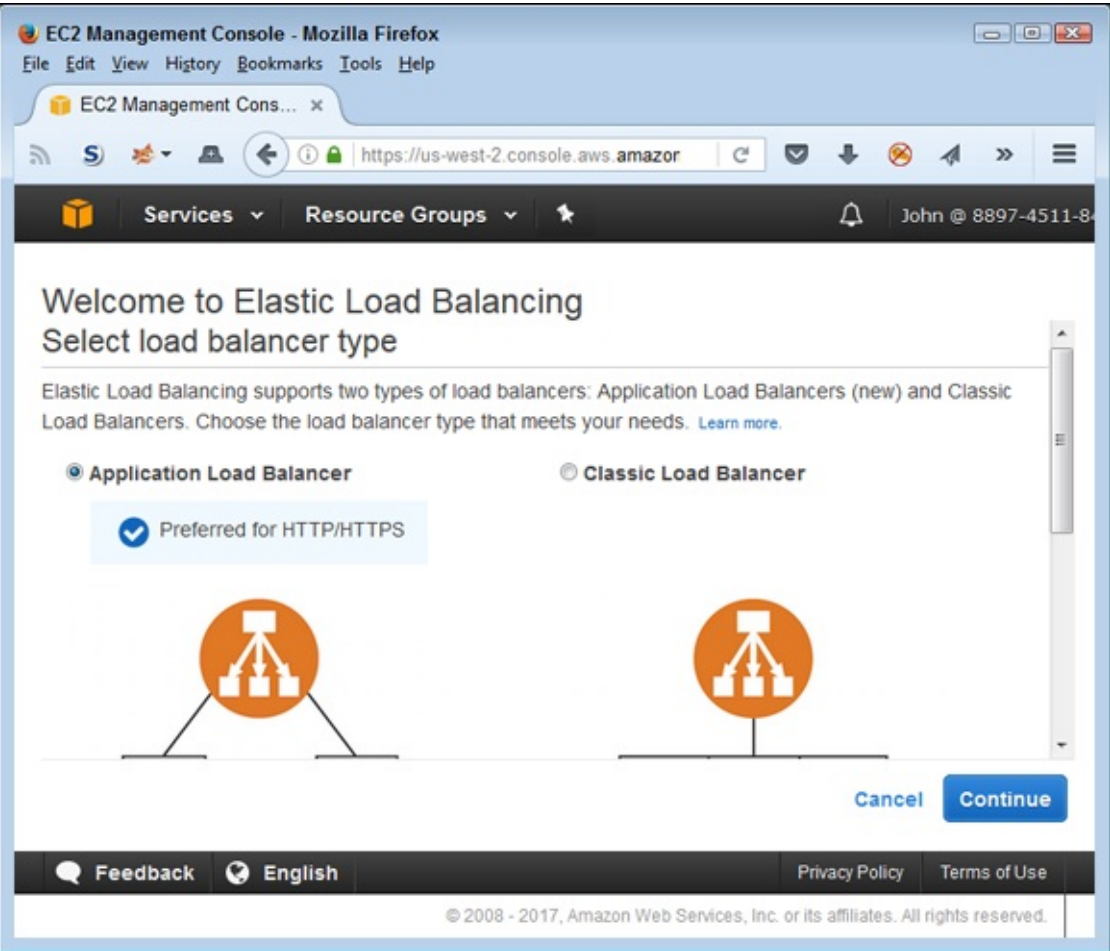 EC2 Management Console - Mozilla Firefox
File Edit View History Bookmarks Tools Help
EC2 Management Cons... ×
https://us-west-2.console.aws.amazor
Services Resource Groups John @ 8897-4511-84
Welcome to Elastic Load Balancing
Select load balancer type
Elastic Load Balancing supports two types of load balancers: Application Load Balancers (new) and Classic
Load Balancers. Choose the load balancer type that meets your needs. Learn more.
Application Load Balancer Classic Load Balancer
Preferred for HTTP/HTTPS
Cancel Continue
Feedback English Privacy Policy Terms of Use
© 2008 - 2017, Amazon Web Services, Inc. or its affiliates. All rights reserved.